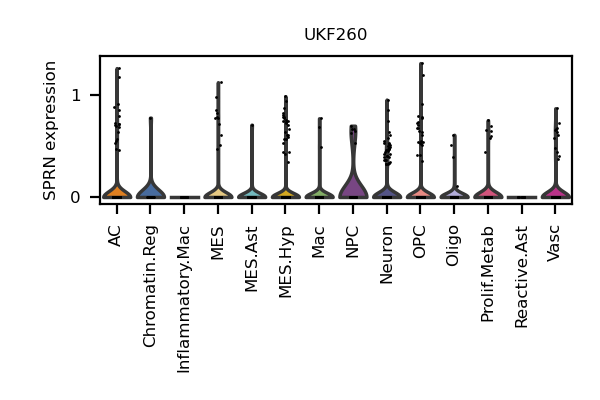 UKF260
SPRN expression
1
0
AC
Chromatin.Reg
Inflammatory.Mac
MES
MES.Ast
MES.Hyp
Mac
NPC
Neuron
OPC
Oligo
Prolif.Metab
Reactive.Ast
Vasc